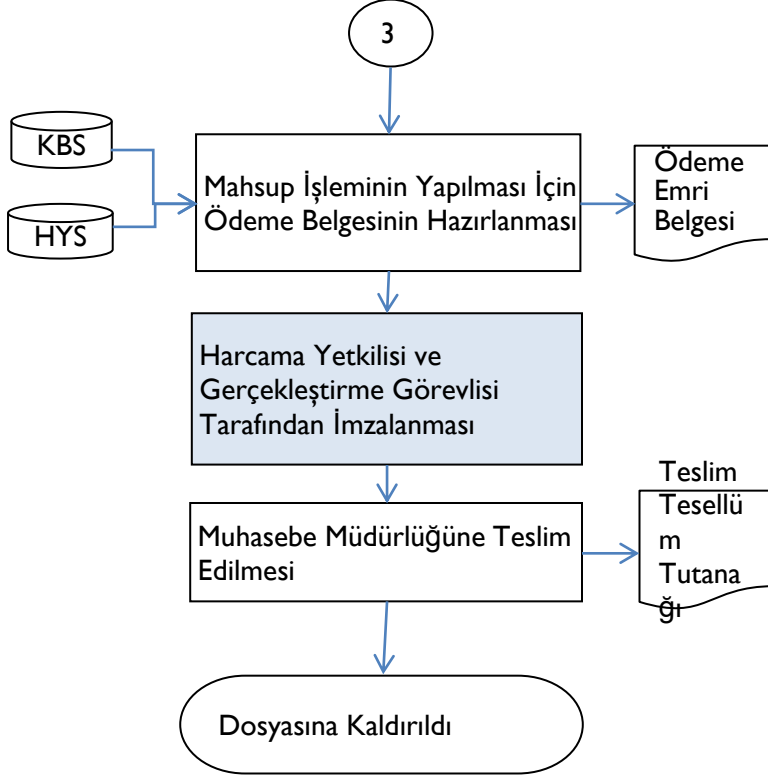 3
KBS
HYS
Mahsup İşleminin Yapılması İçin
Ödeme Belgesinin Hazırlanması
Ödeme
Emri
Belgesi
Harcama Yetkilisi ve
Gerçekleştirme Görevlisi
Tarafından İmzalanması
Muhasebe Müdürlüğüne Teslim
Edilmesi
Teslim
Tesellü
m
Tutana
ğı
Dosyasına Kaldırıldı